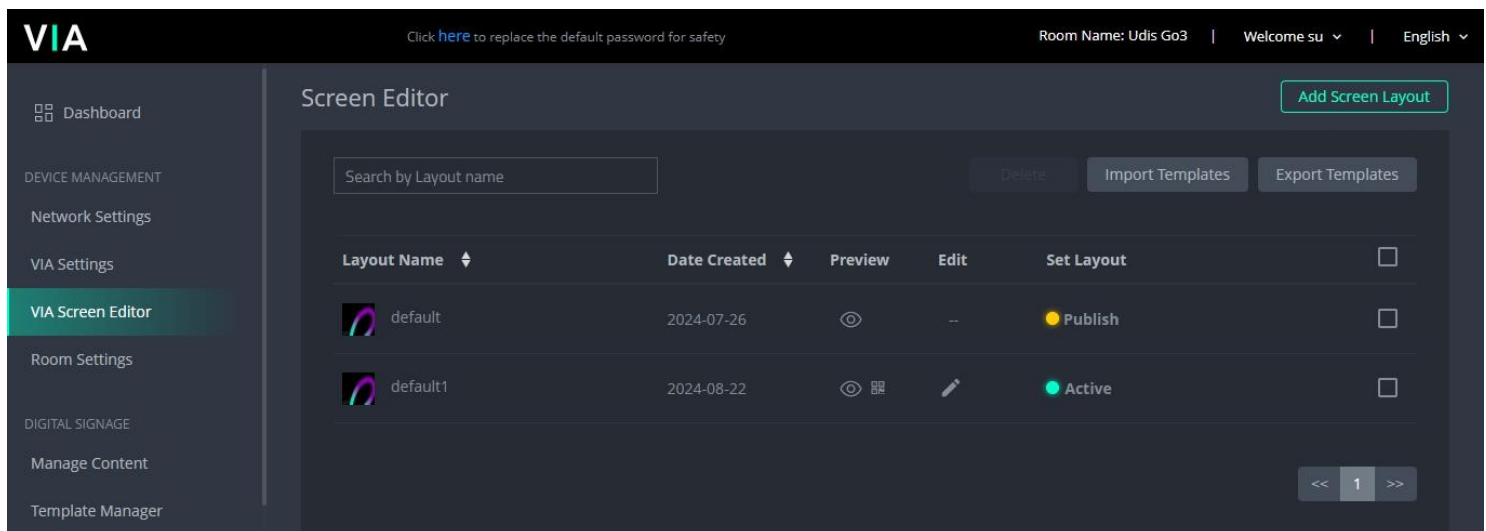 VIA
Click here to replace the default password for safety
Room Name: Udis Go3 | Welcome su | English
Dashboard
DEVICE MANAGEMENT
Network Settings
VIA Settings
VIA Screen Editor
Room Settings
DIGITAL SIGNAGE
Manage Content
Template Manager
Screen Editor
Add Screen Layout
Search by Layout name
Delete
Import Templates
Export Templates
Layout Name Date Created Preview Edit Set Layout
default 2024-07-26 -- Publish
default1 2024-08-22 Active
<< 1 >>